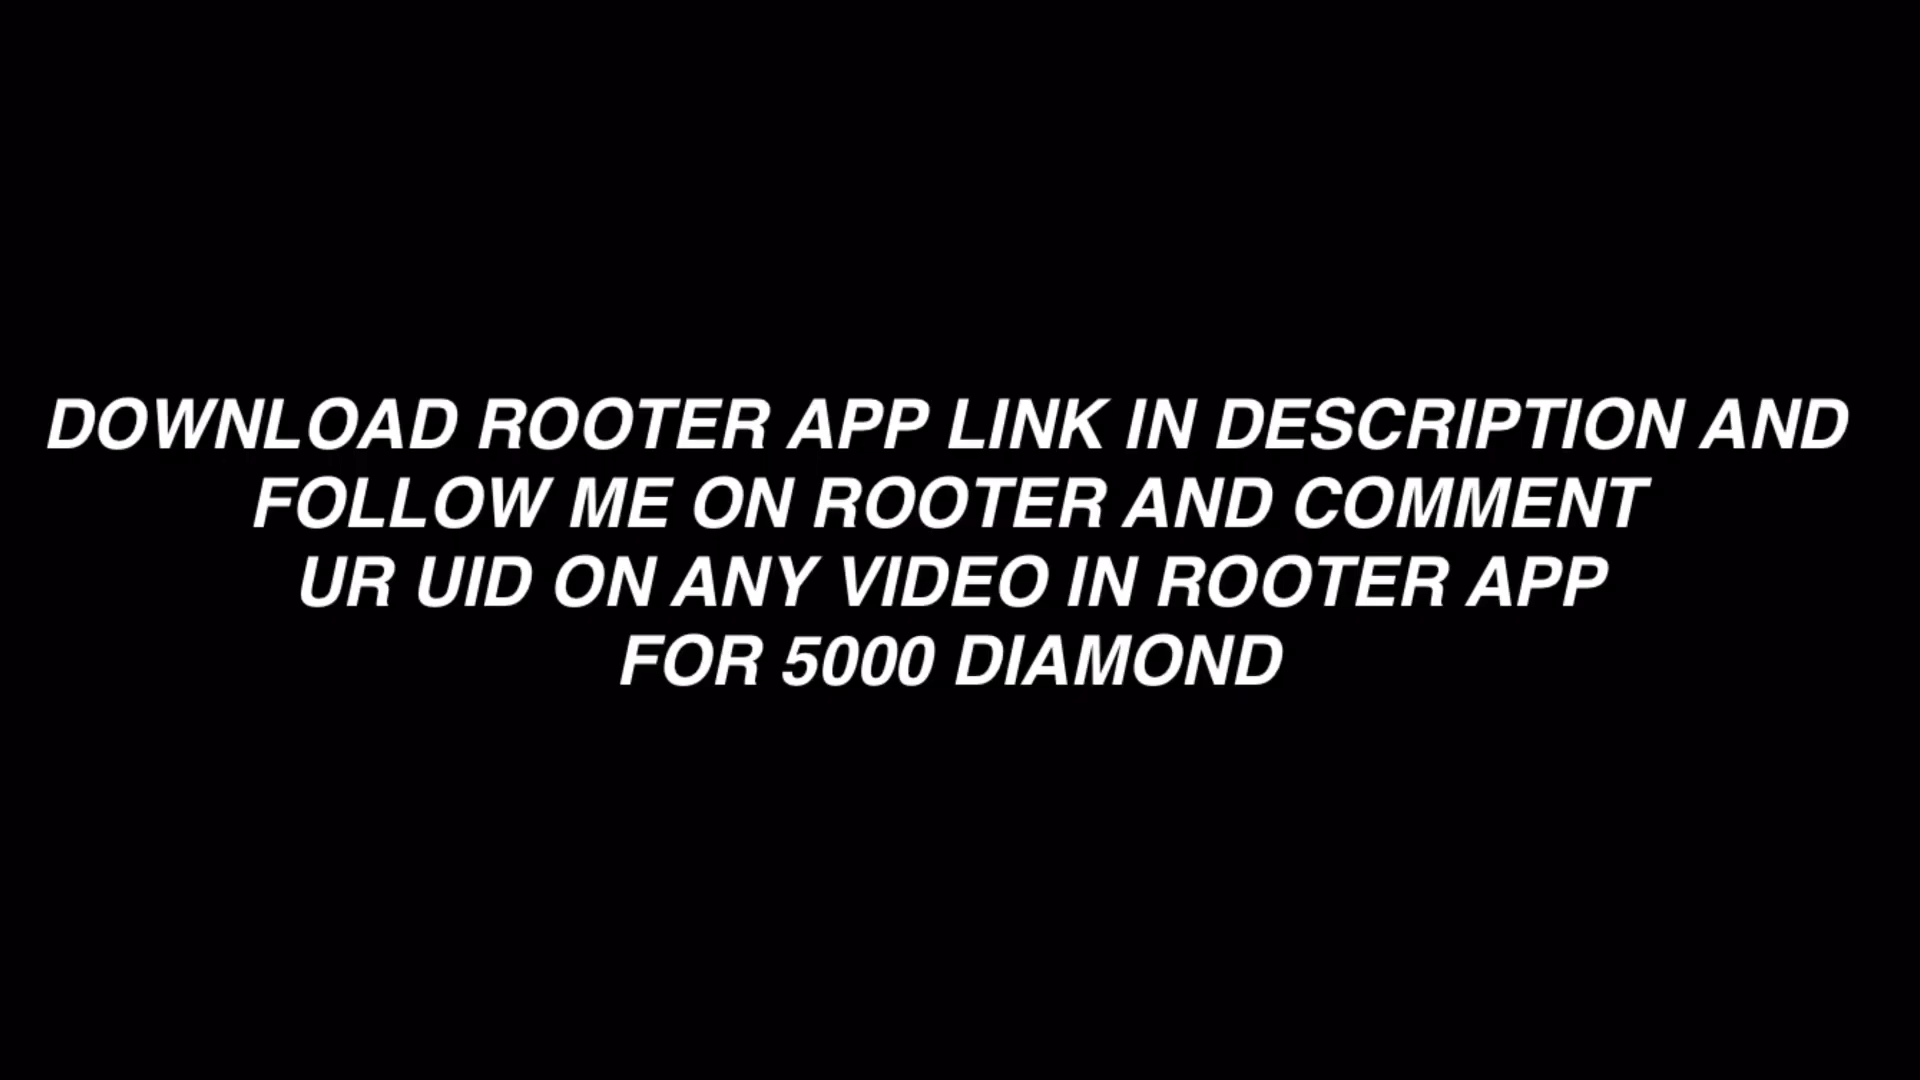 DOWNLOAD ROOTER APP LINK IN DESCRIPTION AND
FOLLOW ME ON ROOTER AND COMMENT
UR UID ON ANY VIDEO IN ROOTER APP
FOR 5000 DIAMOND